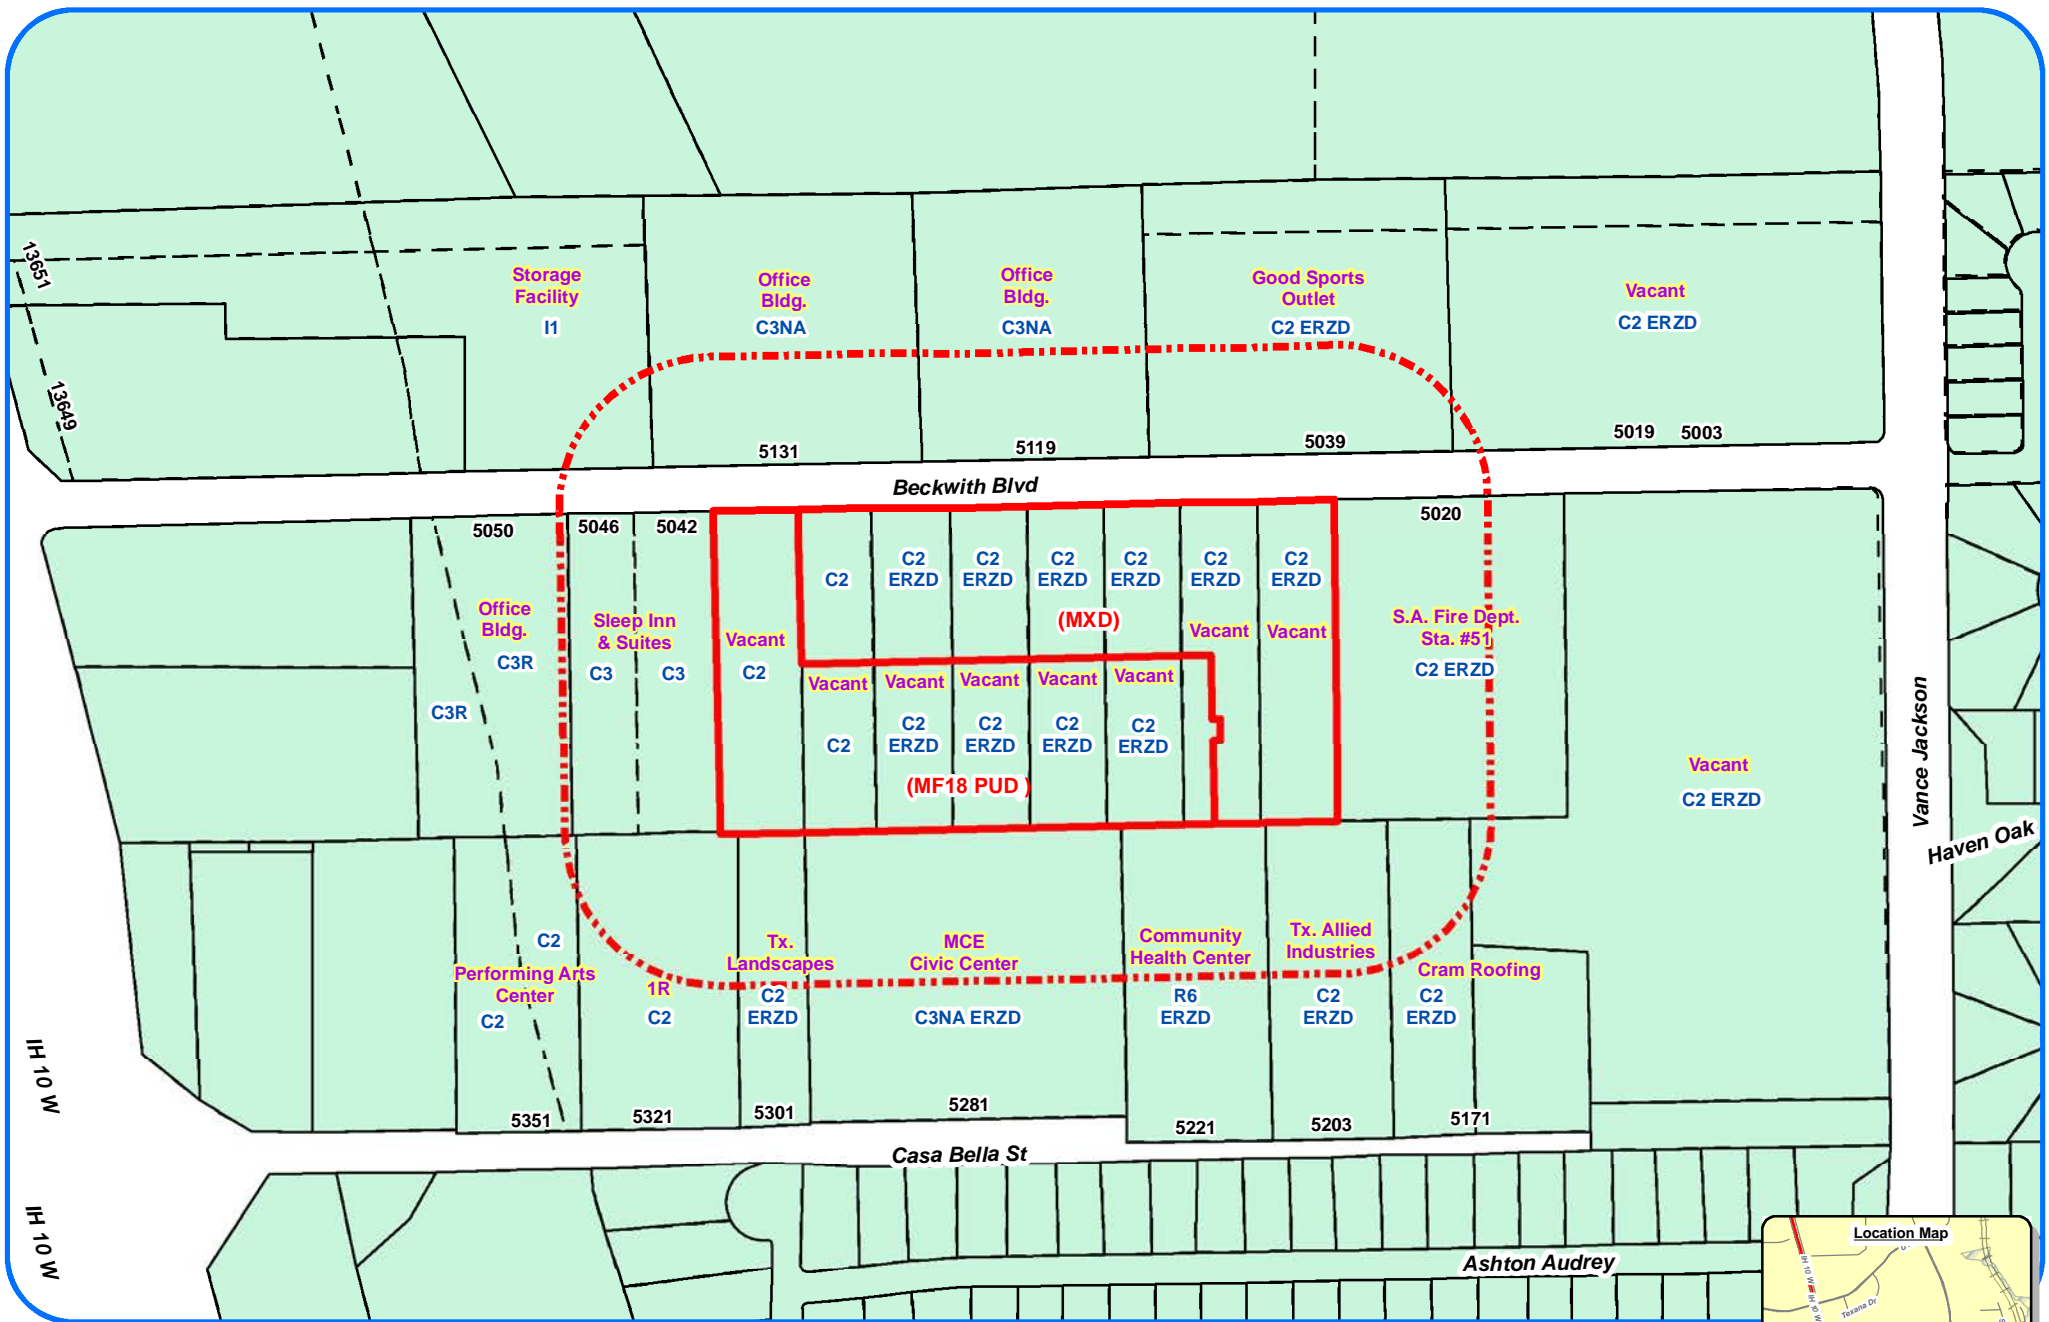 13651
13649
Storage
Facility
I1
Office
Bldg.
C3NA
Office
Bldg.
C3NA
Good Sports
Outlet
C2 ERZD
Vacant
C2 ERZD
5131
5119
5039
5019
5003
Beckwith Blvd
5050
5046
5042
5020
Office
Bldg.
C3R
C3R
Sleep Inn
& Suites
C3
C3
Vacant
C2
C2
C2
ERZD
C2
ERZD
C2
ERZD
C2
ERZD
C2
ERZD
C2
ERZD
(MXD)
Vacant
Vacant
Vacant
Vacant
Vacant
Vacant
Vacant
C2
C2
ERZD
C2
ERZD
C2
ERZD
C2
ERZD
(MF18 PUD )
S.A. Fire Dept.
Sta. #51
C2 ERZD
Vacant
C2 ERZD
Vance Jackson
Haven Oak
C2
Performing Arts
Center
C2
1R
C2
Tx.
Landscapes
C2
ERZD
MCE
Civic Center
C3NA ERZD
Community
Health Center
R6
ERZD
Tx. Allied
Industries
C2
ERZD
Cram Roofing
C2
ERZD
5351
5321
5301
5281
5221
5203
5171
IH 10 W
IH 10 W
Casa Bella St
Ashton Audrey
Location Map
IH 10 W
IH 10 W
Texana Dr